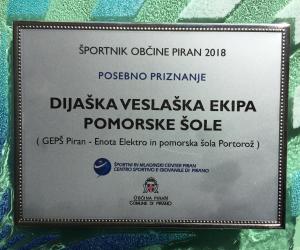 ŠPORTNIK OBČINE PIRAN 2018
POSEBNO PRIZNANJE
DIJAŠKA VESLAŠKA EKIPA
POMORSKE ŠOLE
( GEPŠ Piran - Enota Elektro in pomorska šola Portorož )
ŠPORTNI IN MLADINSKI CENTER PIRAN
CENTRO SPORTIVO E GIOVANILE DI PIRANO
OBČINA PIRAN
COMUNE DI PIRANO